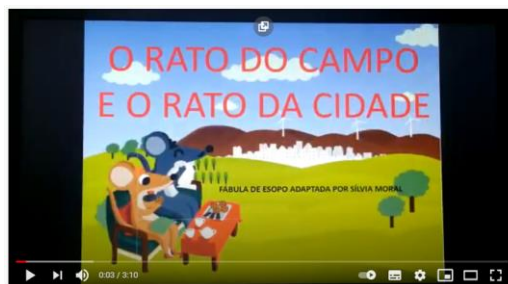 O RATO DO CAMPO
E O RATO DA CIDADE
FÁBULA DE ESOPO ADAPTADA POR SÍLVIA MORAL
0:03 / 3:10